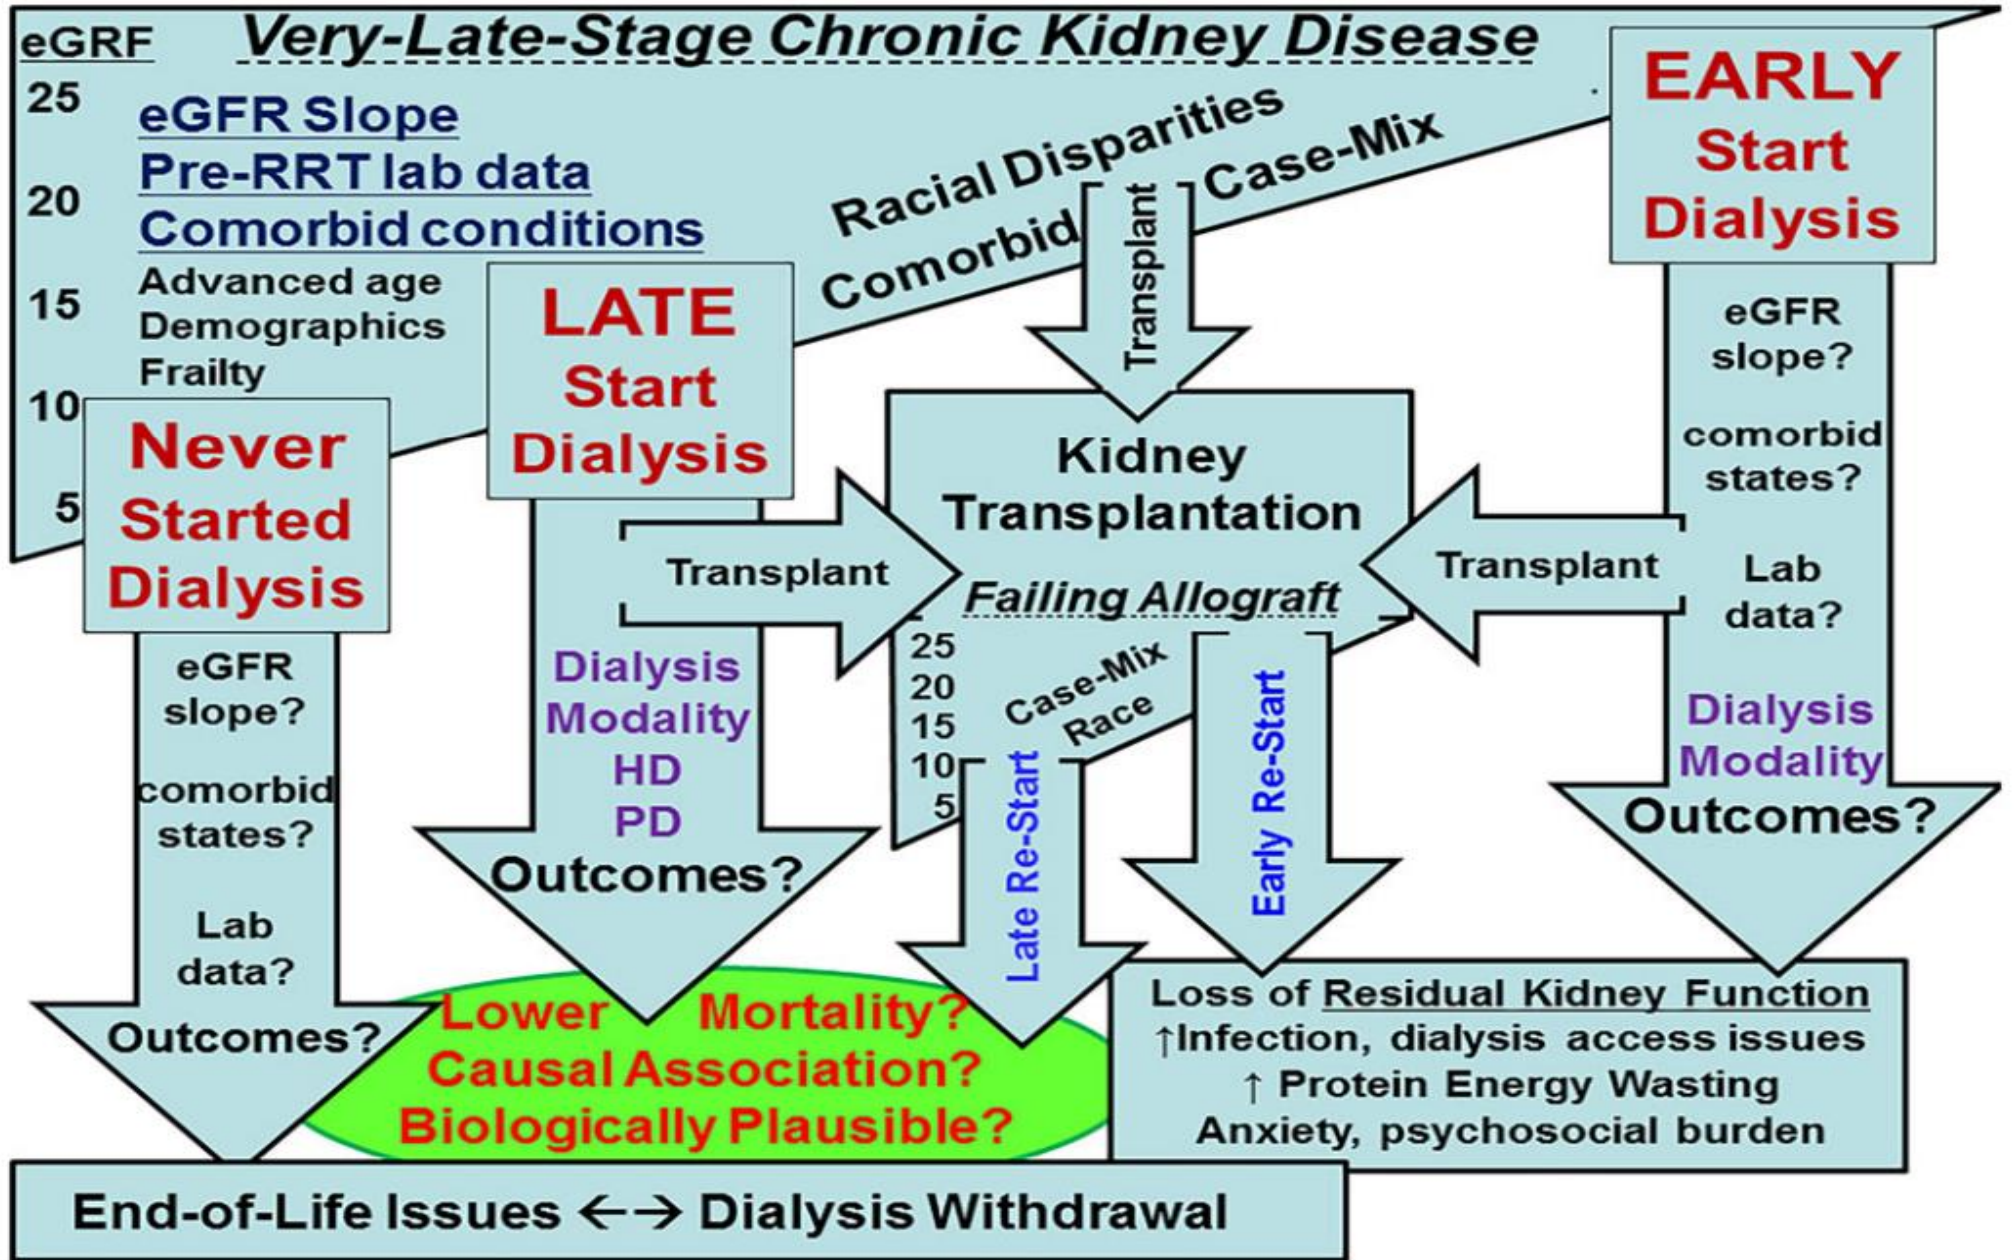 eGRF
Very-Late-Stage Chronic Kidney Disease
25
20
15
10
5
eGFR Slope
Pre-RRT lab data
Comorbid conditions
Advanced age
Demographics
Frailty
Racial Disparities
Comorbid Case-Mix
Transplant
EARLY
Start
Dialysis
eGFR
slope?
comorbid
states?
Lab
data?
Dialysis
Modality
Outcomes?
LATE
Start
Dialysis
Transplant
Dialysis
Modality
HD
PD
Outcomes?
Never
Started
Dialysis
eGFR
slope?
comorbid
states?
Lab
data?
Outcomes?
Kidney
Transplantation
Failing Allograft
Transplant
25
20
15
10
5
Case-Mix
Race
Late Re-Start
Early Re-Start
Lower Mortality?
Causal Association?
Biologically Plausible?
Loss of Residual Kidney Function
↑Infection, dialysis access issues
↑ Protein Energy Wasting
Anxiety, psychosocial burden
End-of-Life Issues ←→ Dialysis Withdrawal